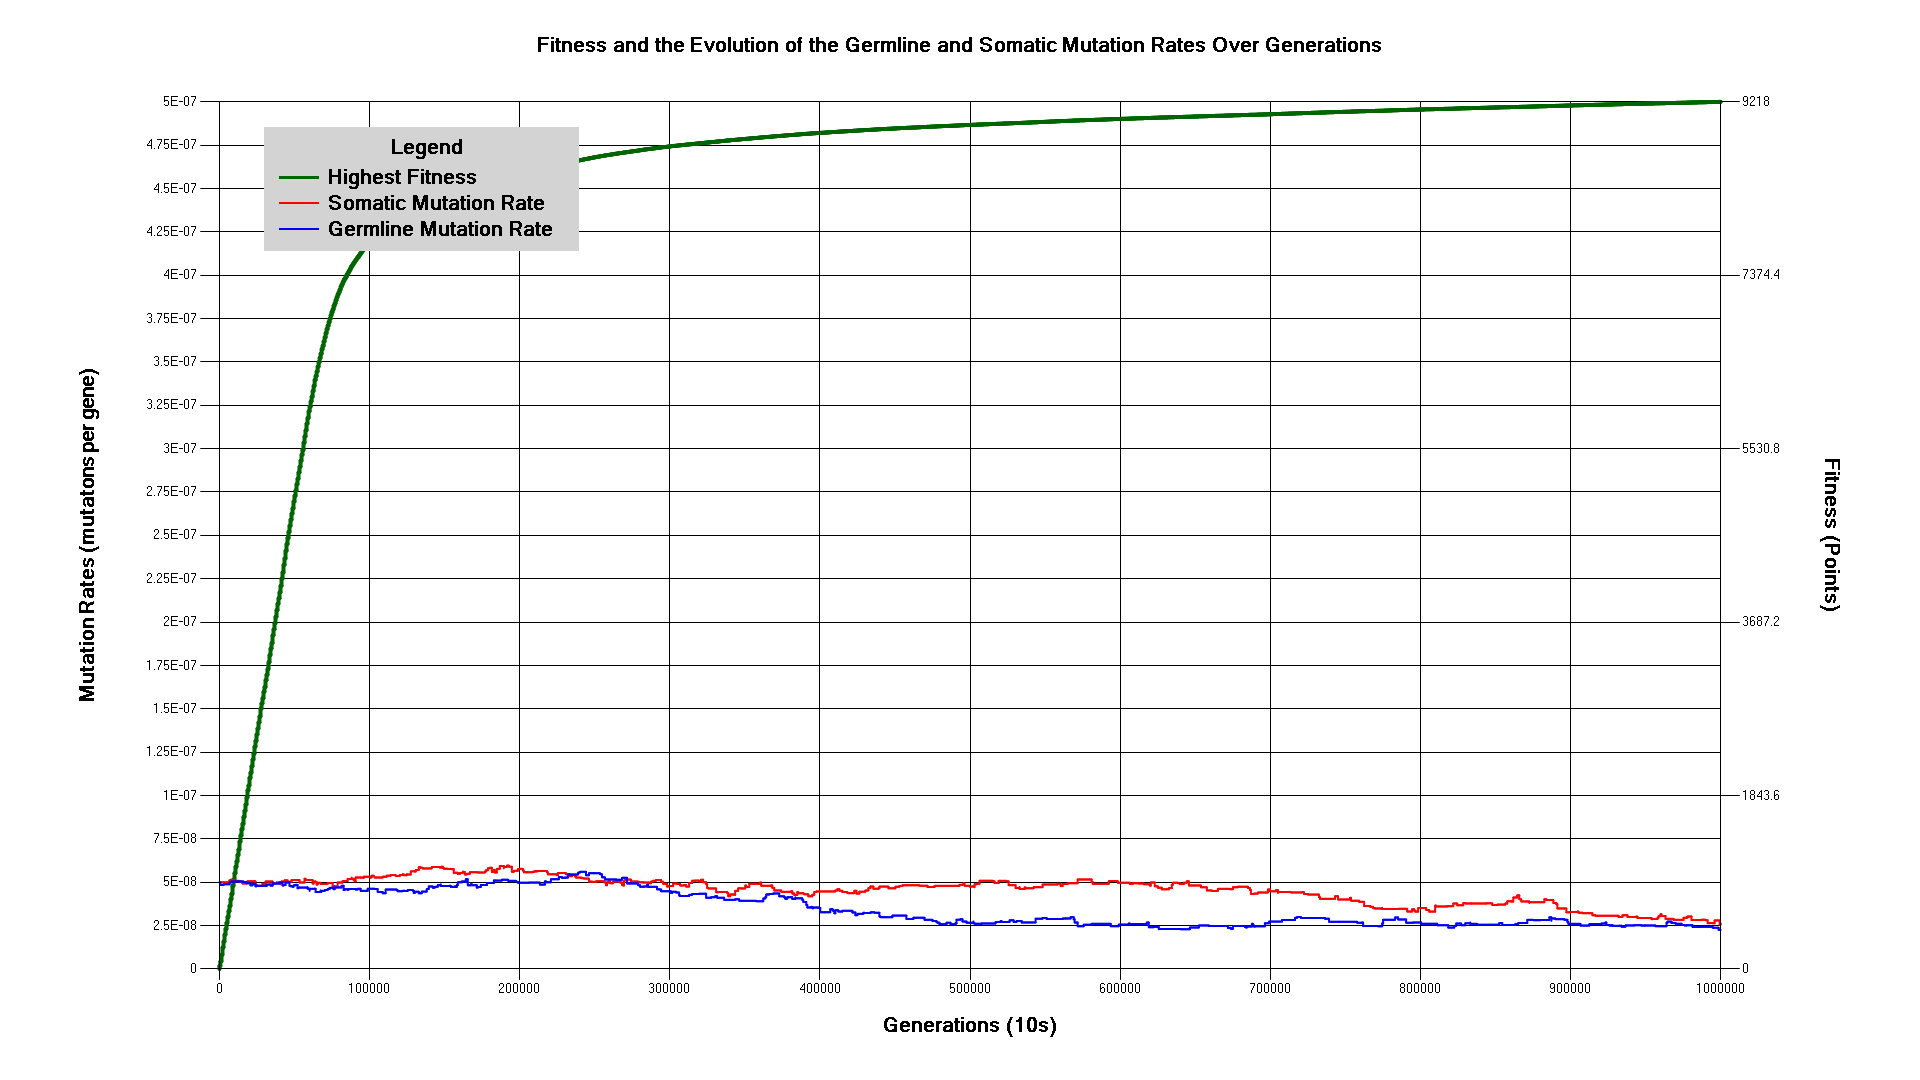 Fitness and the Evolution of the Germline and Somatic Mutation Rates Over Generations
Legend
Highest Fitness
Somatic Mutation Rate
Germline Mutation Rate
Mutation Rates (mutatons per gene)
5E-07
4.75E-07
4.5E-07
4.25E-07
4E-07
3.75E-07
3.5E-07
3.25E-07
3E-07
2.75E-07
2.5E-07
2.25E-07
2E-07
1.75E-07
1.5E-07
1.25E-07
1E-07
7.5E-08
5E-08
2.5E-08
0
9218
7374.4
5530.8
3687.2
1843.6
0
Fitness (Points)
0 100000 200000 300000 400000 500000 600000 700000 800000 900000 1000000
Generations (10s)